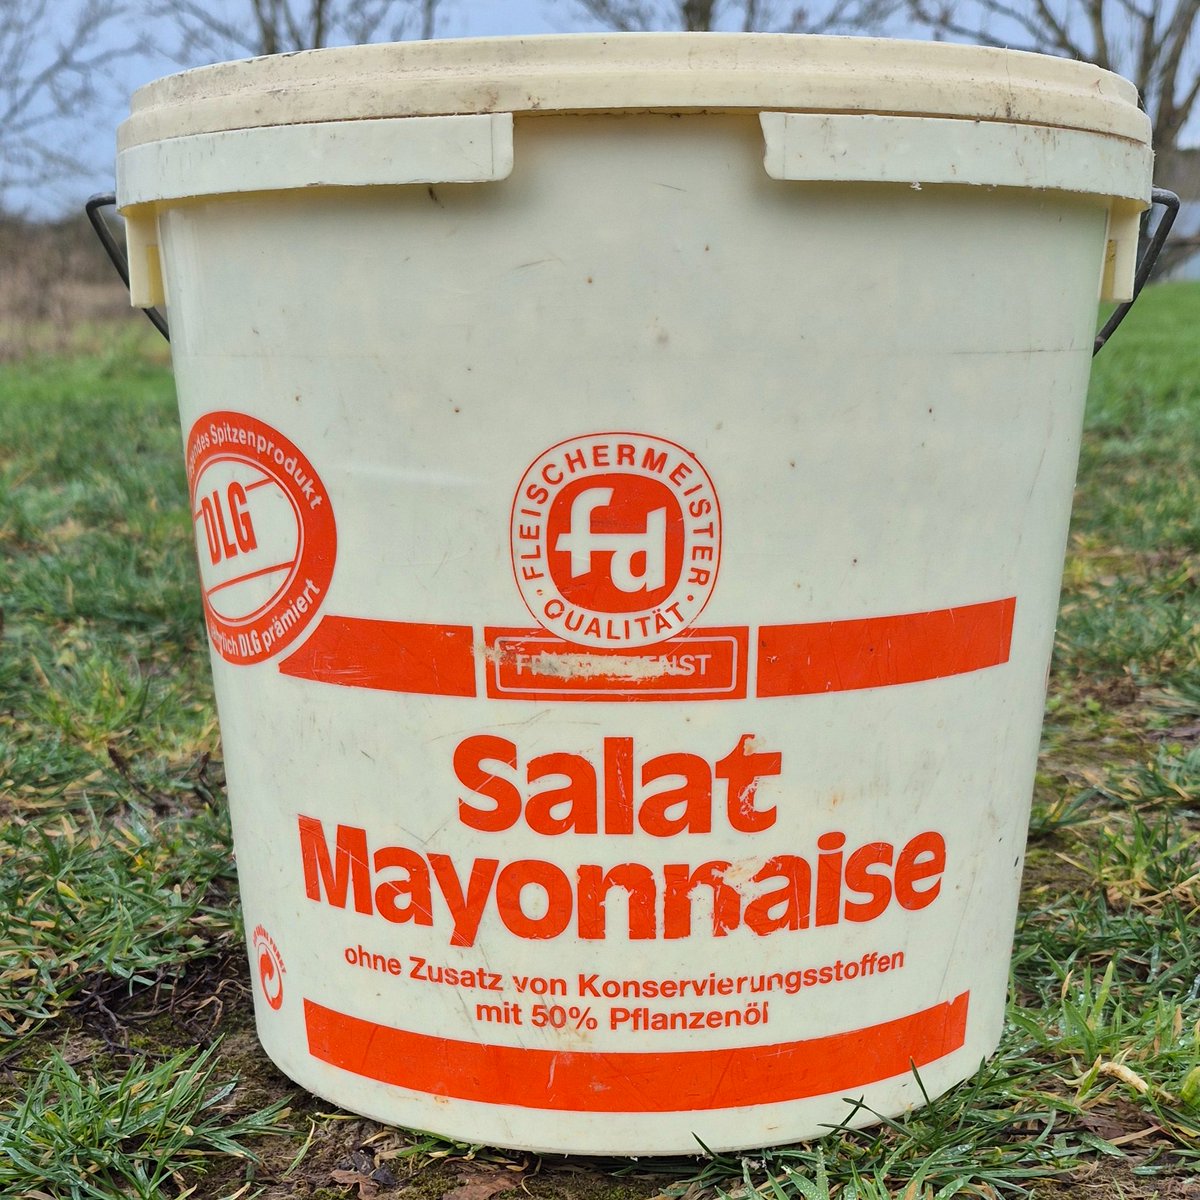 Spitzenprodukt
DLG
DLG prämiert
FLEISCHERMEISTER
fd
QUALITÄT
Salat
Mayonnaise
ohne Zusatz von Konservierungsstoffen
mit 50% Pflanzenöl